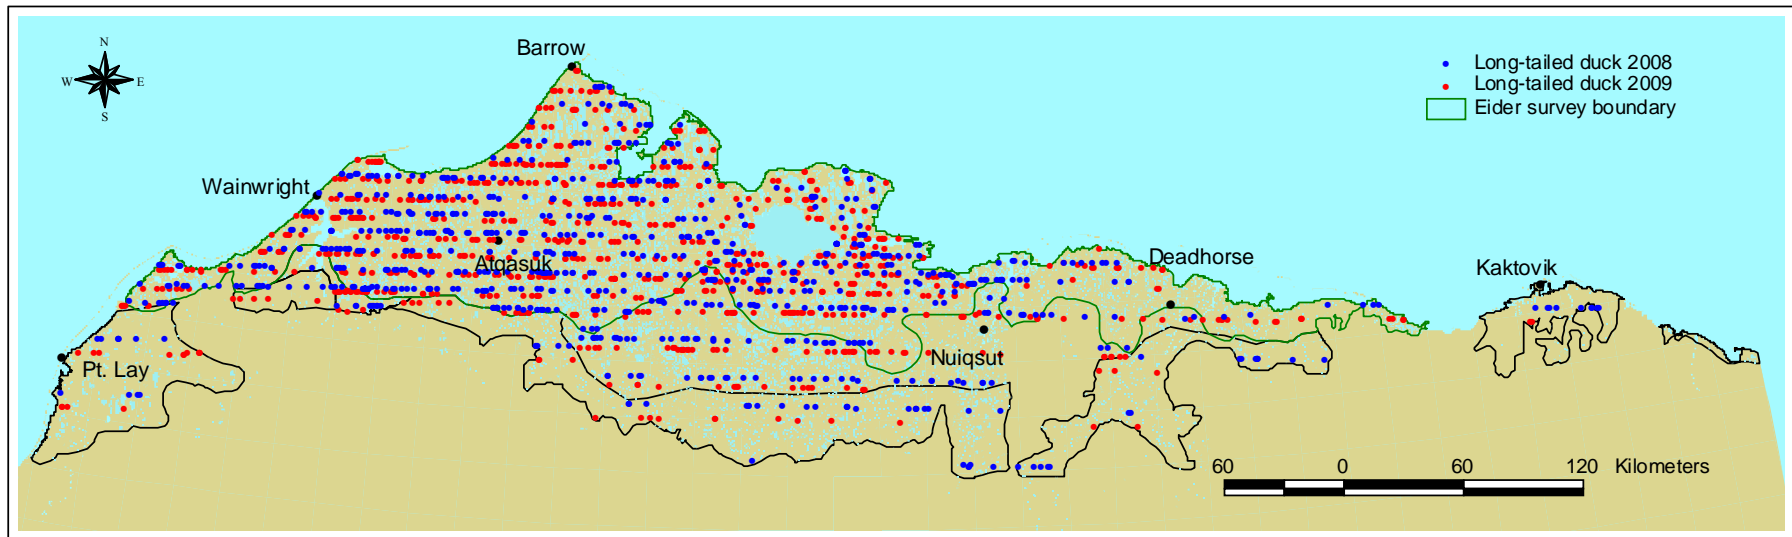 N
W E
S
Barrow
Long-tailed duck 2008
Long-tailed duck 2009
Eider survey boundary
Wainwright
Atqasuk
Deadhorse
Kaktovik
Pt. Lay
Nuiqsut
60 0 60 120 Kilometers